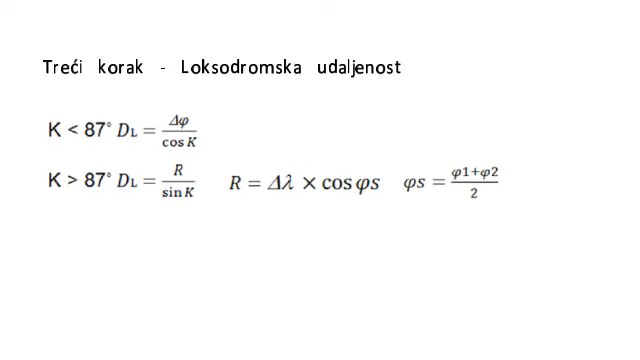 Treći korak - Loksodromska udaljenost
K < 87° DL = Δφ / cos K
K > 87° DL = R / sin K R = Δλ × cos φs φs = φ1+φ2 / 2